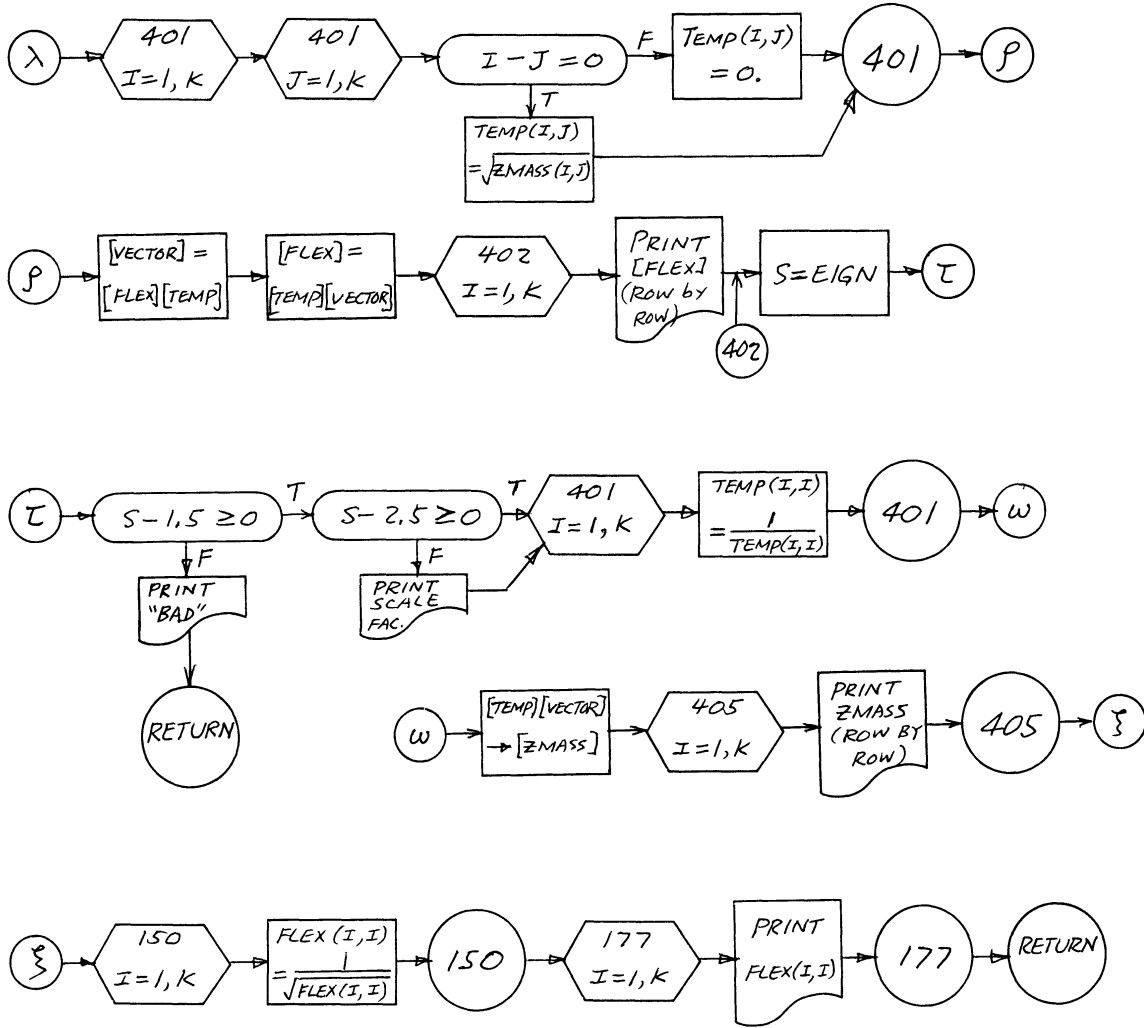 λ
401
I=1, K
401
J=1, K
I-J=0
F
T
TEMP(I,J)
=0.
401
ρ
TEMP(I,J)
=√ZMASS(I,J)
ρ
[VECTOR]=
[FLEX][TEMP]
[FLEX]=
[TEMP][VECTOR]
402
I=1, K
PRINT
[FLEX]
(ROW BY
ROW)
402
S=EIGN
τ
τ
S-1.5≥0
T
F
S-2.5≥0
T
F
401
I=1, K
TEMP(I,I)
=1/TEMP(I,I)
401
ω
PRINT
"BAD"
PRINT
SCALE
FAC.
RETURN
ω
[TEMP][VECTOR]
→[ZMASS]
405
I=1, K
PRINT
ZMASS
(ROW BY
ROW)
405
ξ
ξ
150
I=1, K
FLEX(I,I)
=1/√FLEX(I,I)
150
177
I=1, K
PRINT
FLEX(I,I)
177
RETURN